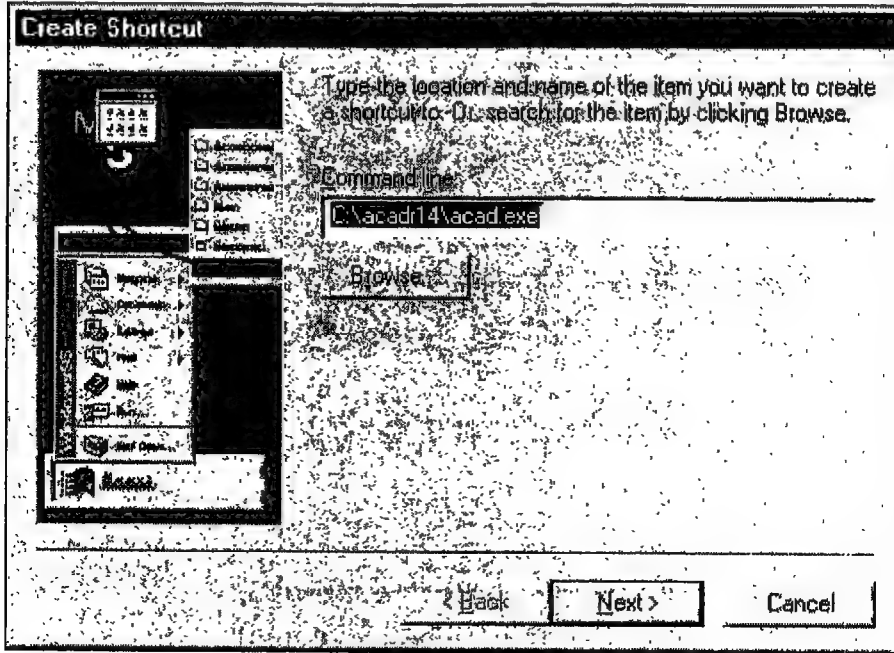 Create Shortcut
Type the location and name of the item you want to create
a shortcut to. Or, search for the item by clicking Browse.
Command line:
C:\acadr14\acad.exe
Browse...
< Back
Next >
Cancel